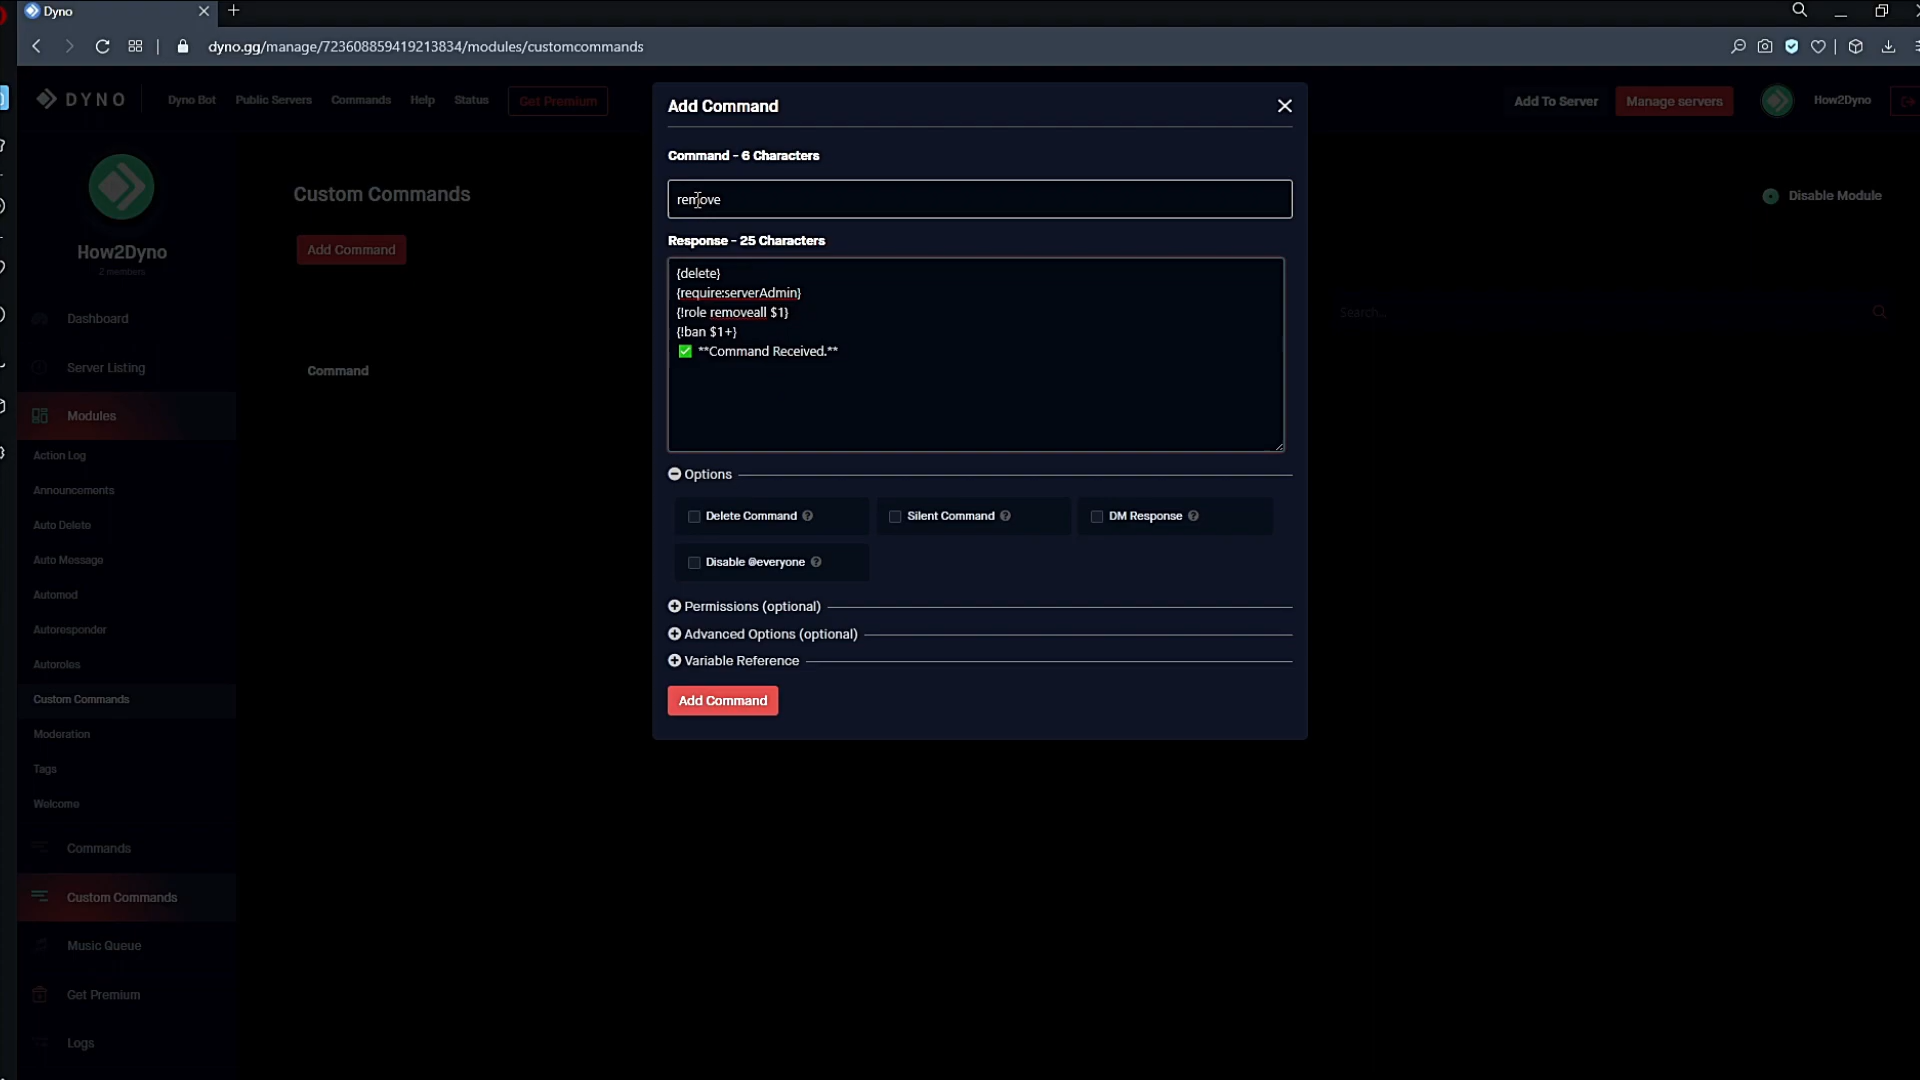 Dyno
dyno.gg/manage/723608859419213834/modules/customcommands
DYNO
Dyno Bot
Public Servers
Commands
Help
Status
Get Premium
Add To Server
Manage servers
How2Dyno
How2Dyno
2 members
Dashboard
Server Listing
Modules
Action Log
Announcements
Auto Delete
Auto Message
Automod
Autoresponder
Autoroles
Custom Commands
Moderation
Tags
Welcome
Commands
Custom Commands
Music Queue
Get Premium
Logs
Custom Commands
Disable Module
Add Command
Search...
Command
Add Command
Command - 6 Characters
remove
Response - 25 Characters
{delete}
{require:serverAdmin}
{!role removeall $1}
{!ban $1+}
✅ **Command Received.**
Options
Delete Command
Silent Command
DM Response
Disable @everyone
Permissions (optional)
Advanced Options (optional)
Variable Reference
Add Command